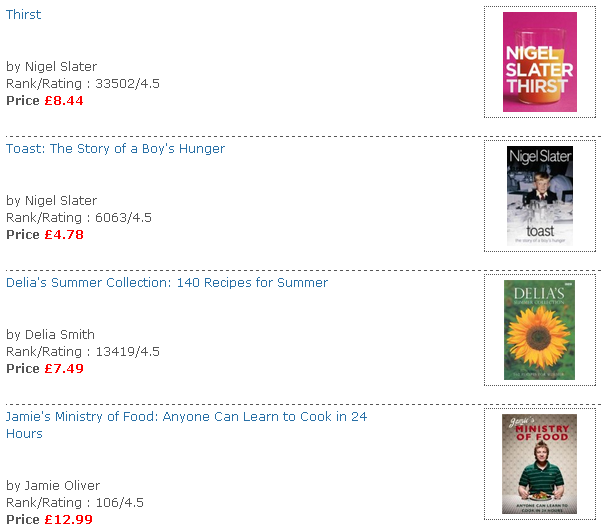 Thirst
by Nigel Slater
Rank/Rating : 33502/4.5
Price £8.44
NIGEL
SLATER
THIRST
Toast: The Story of a Boy's Hunger
by Nigel Slater
Rank/Rating : 6063/4.5
Price £4.78
Nigel Slater
toast
the story of a boy's hunger
Delia's Summer Collection: 140 Recipes for Summer
by Delia Smith
Rank/Rating : 13419/4.5
Price £7.49
DELIA'S
SUMMER COLLECTION
Jamie's Ministry of Food: Anyone Can Learn to Cook in 24
Hours
by Jamie Oliver
Rank/Rating : 106/4.5
Price £12.99
Jamie's
MINISTRY
OF FOOD
ANYONE CAN LEARN TO
COOK IN 24 HOURS